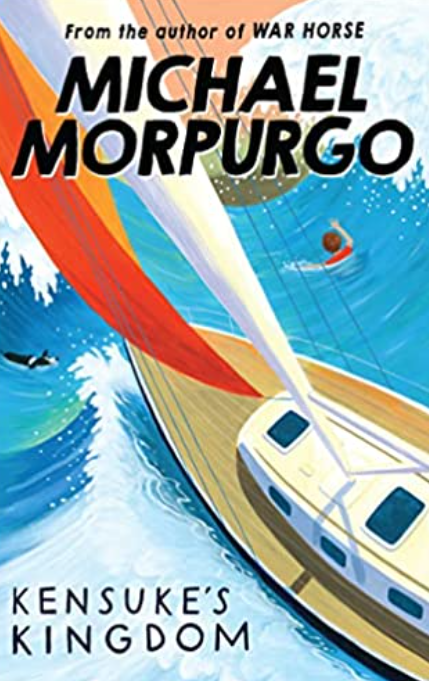 From the author of WAR HORSE
MICHAEL
MORPURGO
KENSUKE'S
KINGDOM